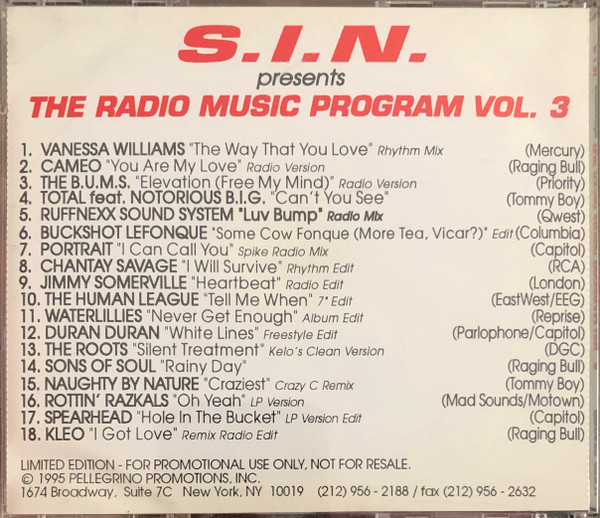 S.I.N.
presents
THE RADIO MUSIC PROGRAM VOL. 3
1. VANESSA WILLIAMS "The Way That You Love" Rhythm Mix (Mercury)
2. CAMEO "You Are My Love" Radio Version (Raging Bull)
3. THE B.U.M.S. "Elevation (Free My Mind)" Radio Version (Priority)
4. TOTAL feat. NOTORIOUS B.I.G. "Can't You See" (Tommy Boy)
5. RUFFNEXX SOUND SYSTEM "Luv Bump" Radio Mix (Qwest)
6. BUCKSHOT LEFONQUE "Some Cow Fonque (More Tea, Vicar?)" Edit (Columbia)
7. PORTRAIT "I Can Call You" Spike Radio Mix (Capitol)
8. CHANTAY SAVAGE "I Will Survive" Rhythm Edit (RCA)
9. JIMMY SOMERVILLE "Heartbeat" Radio Edit (London)
10. THE HUMAN LEAGUE "Tell Me When" 7" Edit (EastWest/EEG)
11. WATERLILLIES "Never Get Enough" Album Edit (Reprise)
12. DURAN DURAN "White Lines" Freestyle Edit (Parlophone/Capitol)
13. THE ROOTS "Silent Treatment" Kelo's Clean Version (DGC)
14. SONS OF SOUL "Rainy Day" (Raging Bull)
15. NAUGHTY BY NATURE "Craziest" Crazy C Remix (Tommy Boy)
16. ROTTIN' RAZKALS "Oh Yeah" LP Version (Mad Sounds/Motown)
17. SPEARHEAD "Hole In The Bucket" LP Version Edit (Capitol)
18. KLEO "I Got Love" Remix Radio Edit (Raging Bull)
LIMITED EDITION - FOR PROMOTIONAL USE ONLY, NOT FOR RESALE.
© 1995 PELLEGRINO PROMOTIONS, INC.
1674 Broadway, Suite 7C New York, NY 10019 (212) 956 - 2188 / fax (212) 956 - 2632